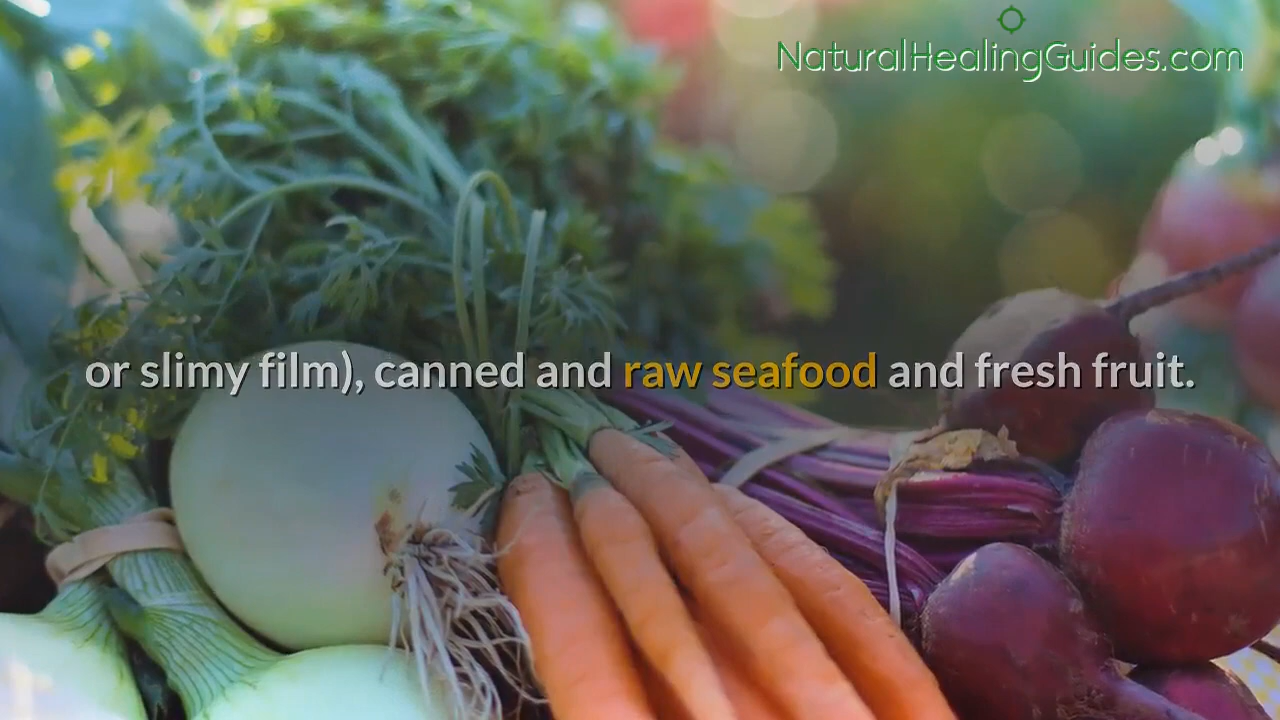 NaturalHealingGuides.com
or slimy film), canned and raw seafood and fresh fruit.